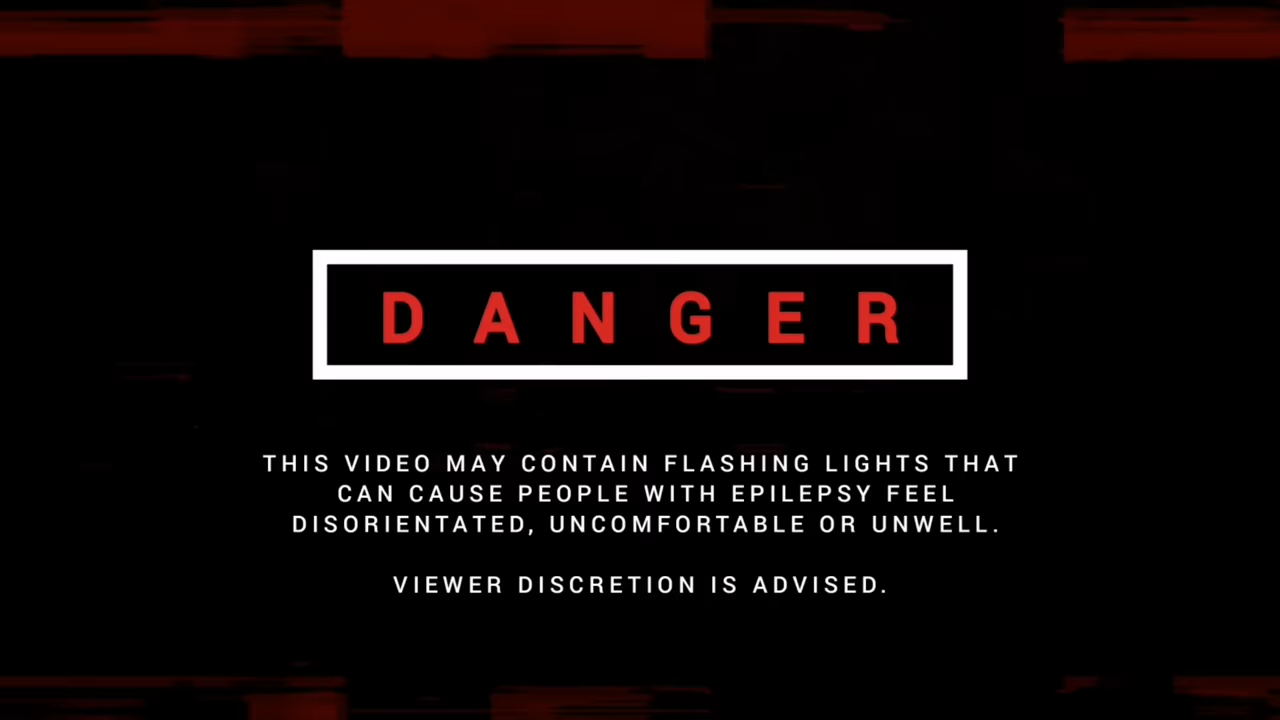 DANGER
THIS VIDEO MAY CONTAIN FLASHING LIGHTS THAT
CAN CAUSE PEOPLE WITH EPILEPSY FEEL
DISORIENTATED, UNCOMFORTABLE OR UNWELL.
VIEWER DISCRETION IS ADVISED.